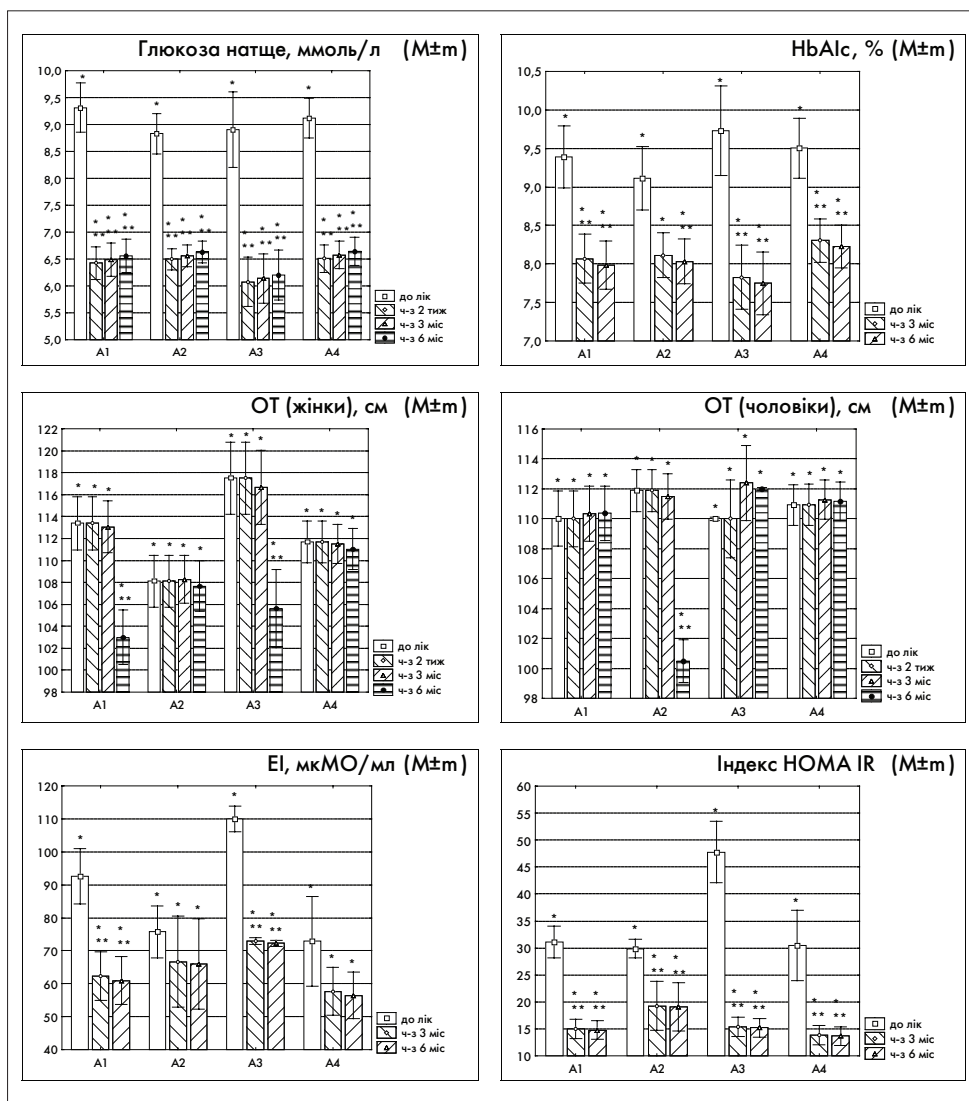 Глюкоза натще, ммоль/л (M±m)
10,0
9,5
9,0
8,5
8,0
7,5
7,0
6,5
6,0
5,5
5,0
* * * *
* * * * * * * * * * * *
** ** ** ** ** ** ** ** ** ** ** **
A1 A2 A3 A4
до лік
ч-з 2 тиж
ч-з 3 міс
ч-з 6 міс
HbAIc, % (M±m)
10,5
10,0
9,5
9,0
8,5
8,0
7,5
7,0
* * * *
* * * * * * * *
** ** ** ** ** ** **
A1 A2 A3 A4
до лік
ч-з 3 міс
ч-з 6 міс
ОТ (жінки), см (M±m)
122
120
118
116
114
112
110
108
106
104
102
100
98
* * * * * * * * * * * * * * * *
** **
A1 A2 A3 A4
до лік
ч-з 2 тиж
ч-з 3 міс
ч-з 6 міс
ОТ (чоловіки), см (M±m)
116
114
112
110
108
106
104
102
100
98
* * * * * * * * * * * * * * * *
**
A1 A2 A3 A4
до лік
ч-з 2 тиж
ч-з 3 міс
ч-з 6 міс
EI, мкМО/мл (M±m)
120
110
100
90
80
70
60
50
40
* * * * * * * * * * * *
** ** ** **
A1 A2 A3 A4
до лік
ч-з 3 міс
ч-з 6 міс
Індекс HOMA IR (M±m)
60
55
50
45
40
35
30
25
20
15
10
* * * * * * * * * * * *
** ** ** ** ** ** ** **
A1 A2 A3 A4
до лік
ч-з 3 міс
ч-з 6 міс